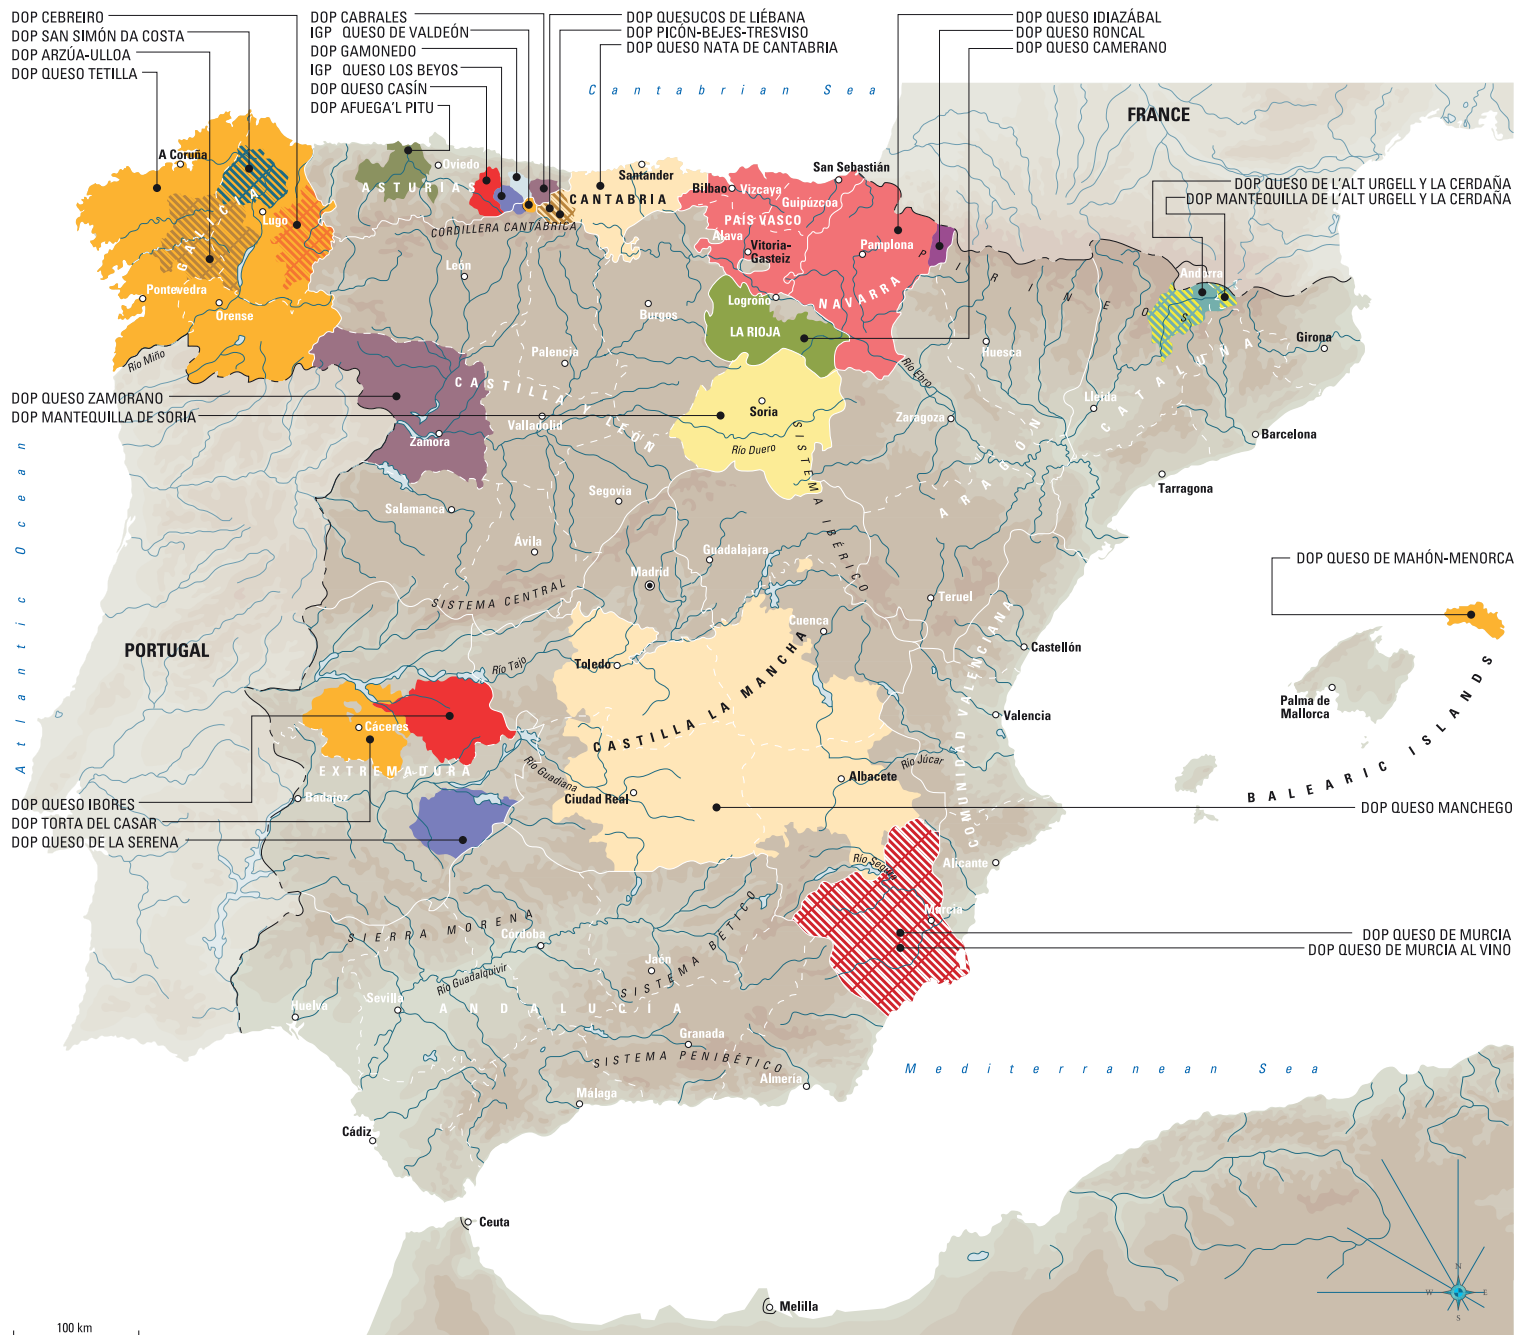 DOP CEBREIRO
DOP SAN SIMÓN DA COSTA
DOP ARZÚA-ULLOA
DOP QUESO TETILLA
DOP CABRALES
IGP QUESO DE VALDEÓN
DOP GAMONEDO
IGP QUESO LOS BEYOS
DOP QUESO CASÍN
DOP AFUEGA'L PITU
DOP QUESUCOS DE LIÉBANA
DOP PICÓN-BEJES-TRESVISO
DOP QUESO NATA DE CANTABRIA
DOP QUESO IDIAZÁBAL
DOP QUESO RONCAL
DOP QUESO CAMERANO
Cantabrian Sea
FRANCE
A Coruña
Oviedo
Santander
San Sebastián
ASTURIAS
CANTABRIA
Bilbao
Vizcaya
Guipúzcoa
DOP QUESO DE L'ALT URGELL Y LA CERDAÑA
DOP MANTEQUILLA DE L'ALT URGELL Y LA CERDAÑA
GALICIA
Lugo
CORDILLERA CANTÁBRICA
PAÍS VASCO
Álava
Vitoria-
Gasteiz
Pamplona
PIRINEOS
León
Andorra
Pontevedra
Orense
Burgos
Logroño
NAVARRA
LA RIOJA
Huesca
Girona
Río Miño
Palencia
Río Ebro
CATALUÑA
CASTILLA Y LEÓN
DOP QUESO ZAMORANO
DOP MANTEQUILLA DE SORIA
Soria
Lleida
Zaragoza
Valladolid
Zamora
Río Duero
Barcelona
SISTEMA IBÉRICO
ARAGÓN
Tarragona
Segovia
Salamanca
Atlantic Ocean
Ávila
Guadalajara
Madrid
DOP QUESO DE MAHÓN-MENORCA
SISTEMA CENTRAL
Teruel
Cuenca
PORTUGAL
Castellón
Toledo
Río Tajo
CASTILLA LA MANCHA
COMUNIDAD VALENCIANA
Palma de
Mallorca
Valencia
Cáceres
EXTREMADURA
BALEARIC ISLANDS
Río Júcar
Río Guadiana
Albacete
Ciudad Real
Badajoz
DOP QUESO IBORES
DOP TORTA DEL CASAR
DOP QUESO DE LA SERENA
DOP QUESO MANCHEGO
Río Segura
Alicante
SIERRA MORENA
Murcia
DOP QUESO DE MURCIA
DOP QUESO DE MURCIA AL VINO
Córdoba
Jaén
SISTEMA BÉTICO
Río Guadalquivir
Huelva
Sevilla
ANDALUCÍA
Granada
SISTEMA PENIBÉTICO
Almería
Málaga
Mediterranean Sea
Cádiz
Ceuta
Melilla
N
W
E
S
100 km